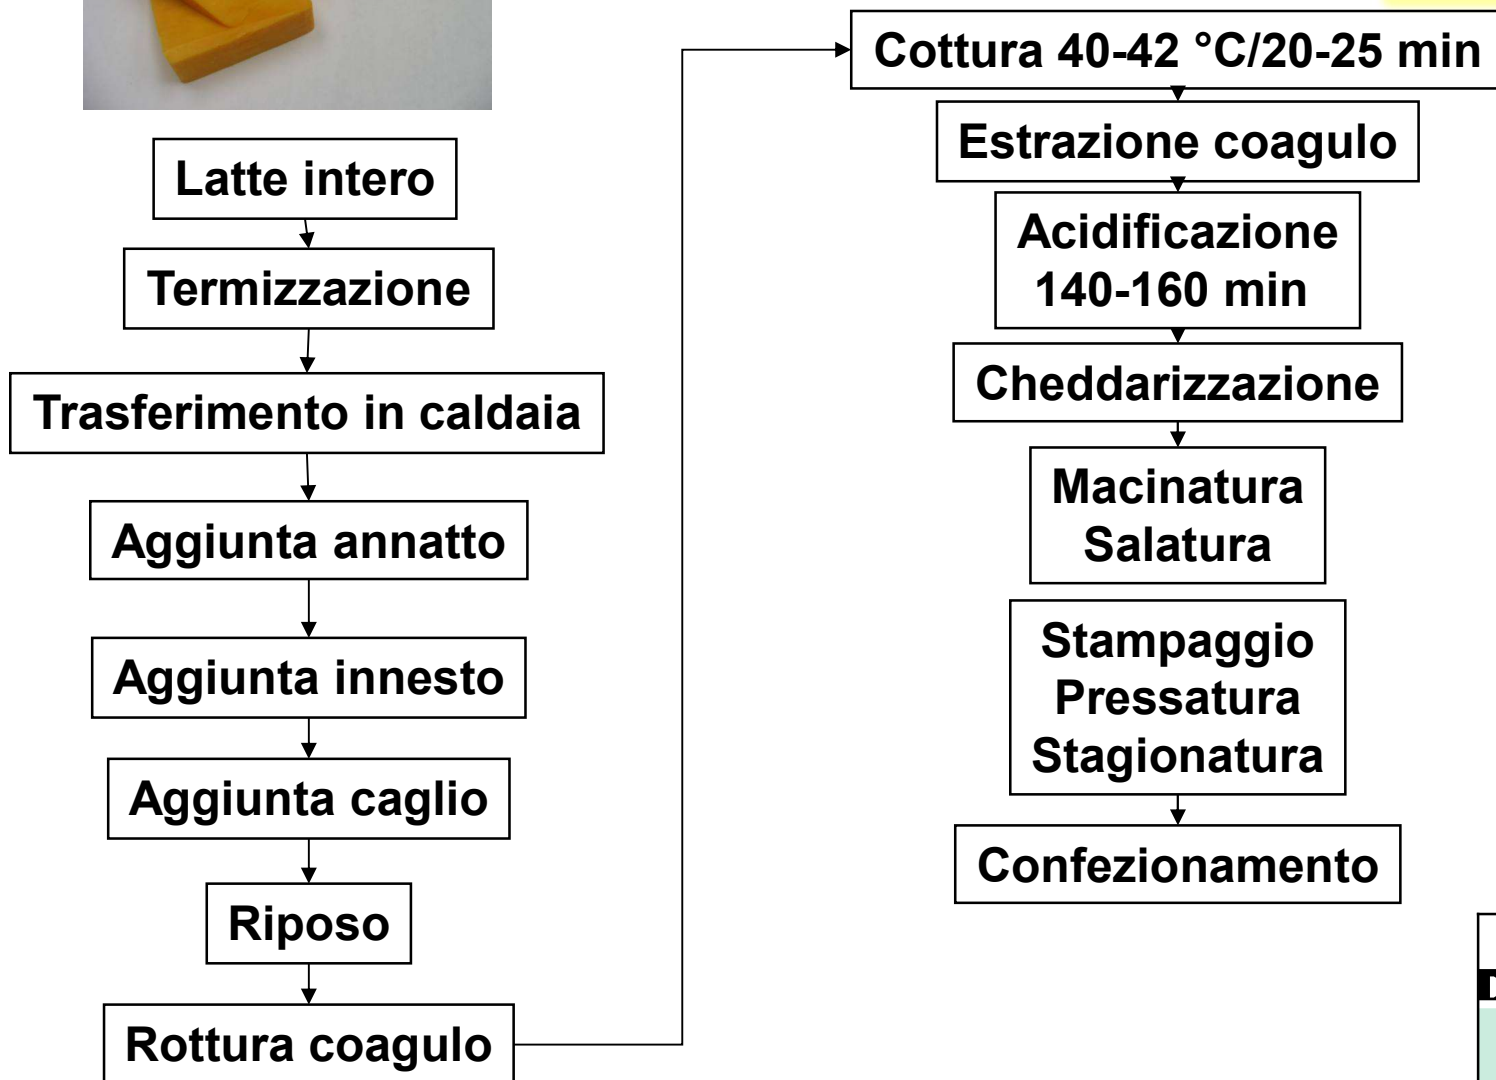 Latte intero
Termizzazione
Trasferimento in caldaia
Aggiunta annatto
Aggiunta innesto
Aggiunta caglio
Riposo
Rottura coagulo
Cottura 40-42 °C/20-25 min
Estrazione coagulo
Acidificazione
140-160 min
Cheddarizzazione
Macinatura
Salatura
Stampaggio
Pressatura
Stagionatura
Confezionamento